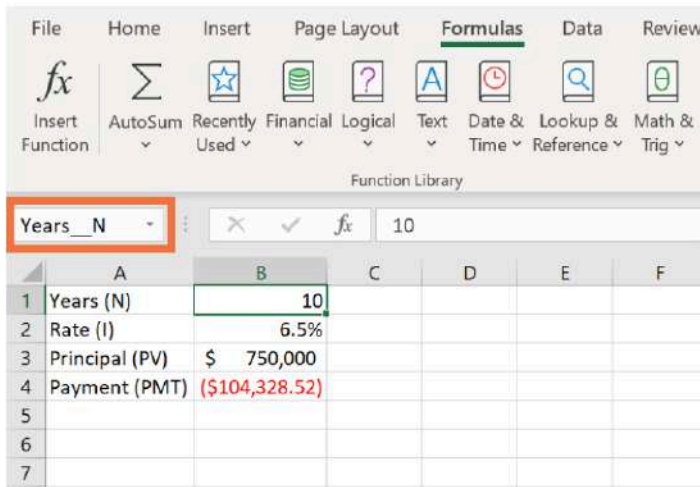 File Home Insert Page Layout Formulas Data Review
fx
Insert Function
AutoSum
Recently Used
Financial
Logical
Text
Date & Time
Lookup & Reference
Math & Trig
Function Library
Years__N fx 10
A B C D E F
1 Years (N) 10
2 Rate (I) 6.5%
3 Principal (PV) $ 750,000
4 Payment (PMT) ($104,328.52)
5
6
7